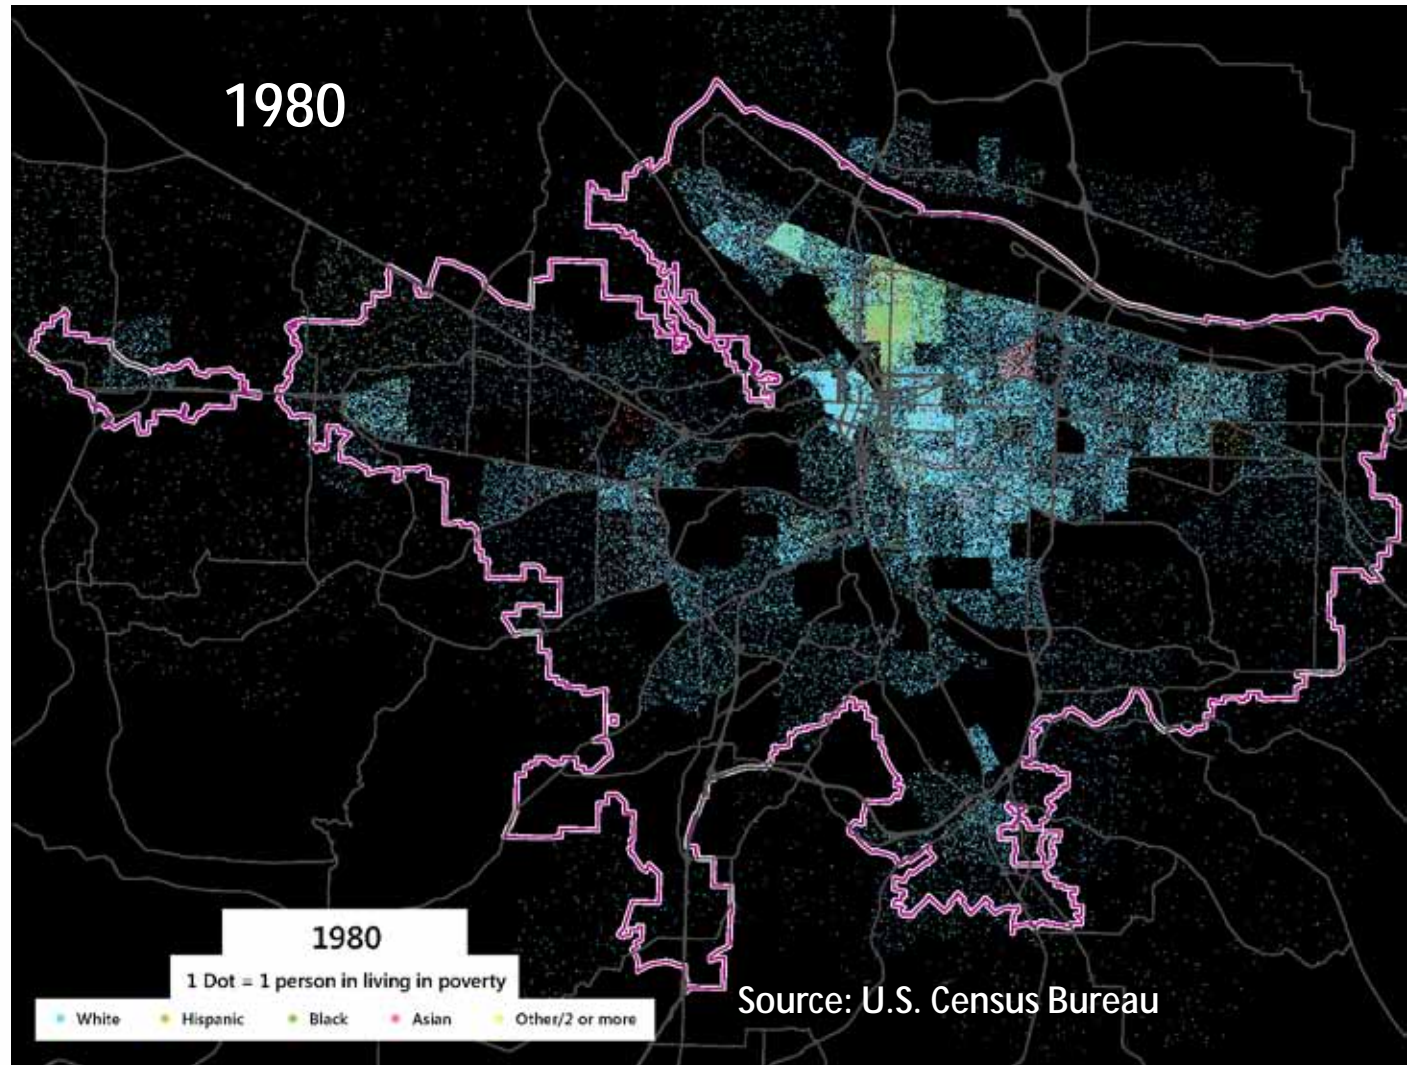 1980
1980
1 Dot = 1 person in living in poverty
White Hispanic Black Asian Other/2 or more
Source: U.S. Census Bureau